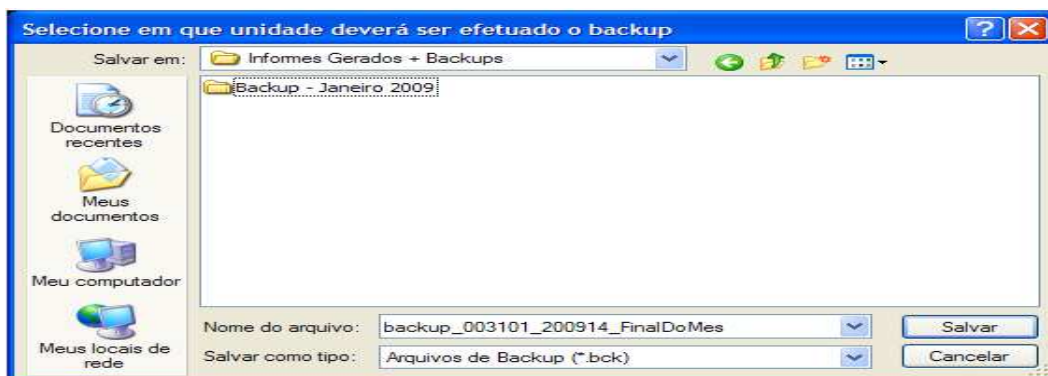 Selecione em que unidade deverá ser efetuado o backup
Salvar em:
Informes Gerados + Backups
Backup - Janeiro 2009
Documentos
recentes
Meus
documentos
Meu computador
Meus locais de
rede
Nome do arquivo:
backup_003101_200914_FinalDoMes
Salvar
Salvar como tipo:
Arquivos de Backup (*.bck)
Cancelar